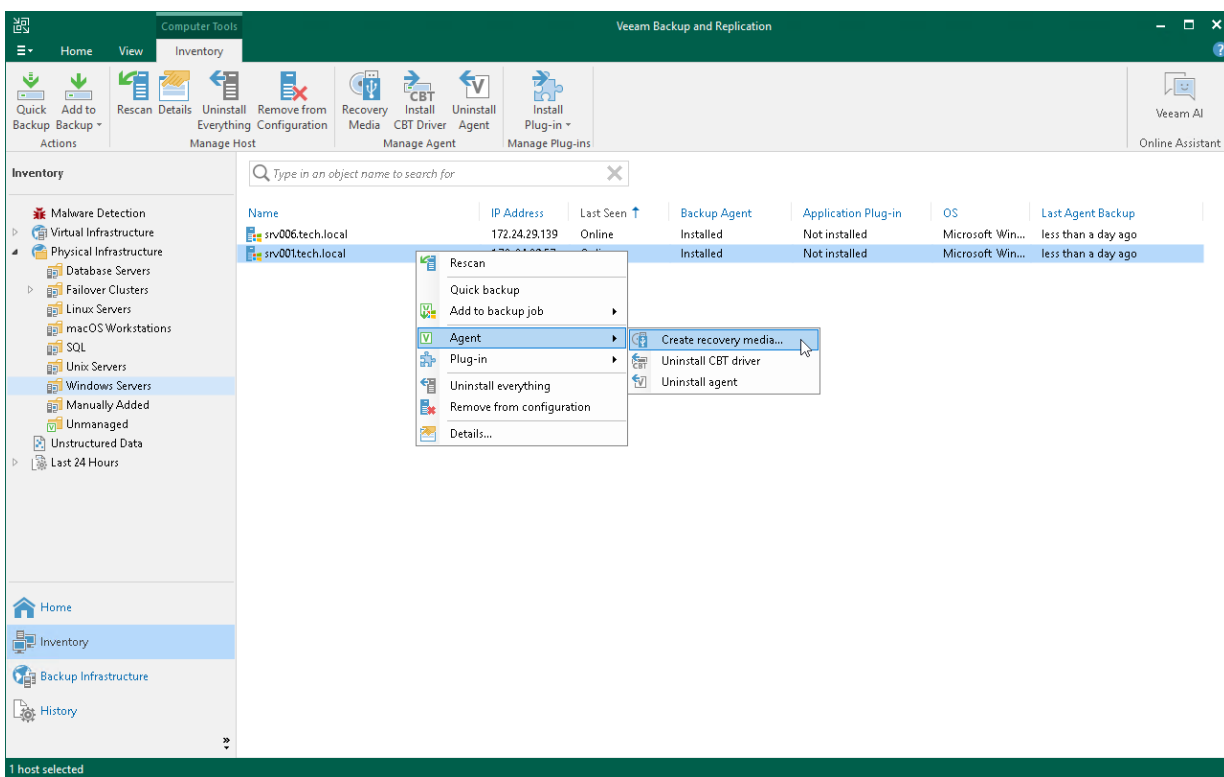 Computer Tools
Veeam Backup and Replication
Home View Inventory
Quick Backup
Add to Backup
Rescan
Details
Uninstall Everything
Remove from Configuration
Recovery Media
CBT
Install CBT Driver
Uninstall Agent
Install Plug-in
Veeam AI
Actions
Manage Host
Manage Agent
Manage Plug-ins
Online Assistant
Inventory
Type in an object name to search for
Malware Detection
Virtual Infrastructure
Physical Infrastructure
Database Servers
Failover Clusters
Linux Servers
macOS Workstations
SQL
Unix Servers
Windows Servers
Manually Added
Unmanaged
Unstructured Data
Last 24 Hours
Name IP Address Last Seen Backup Agent Application Plug-in OS Last Agent Backup
srv006.tech.local 172.24.29.139 Online Installed Not installed Microsoft Win... less than a day ago
srv001.tech.local Installed Not installed Microsoft Win... less than a day ago
Rescan
Quick backup
Add to backup job
Agent
Plug-in
Uninstall everything
Remove from configuration
Details...
Create recovery media...
Uninstall CBT driver
Uninstall agent
Home
Inventory
Backup Infrastructure
History
1 host selected